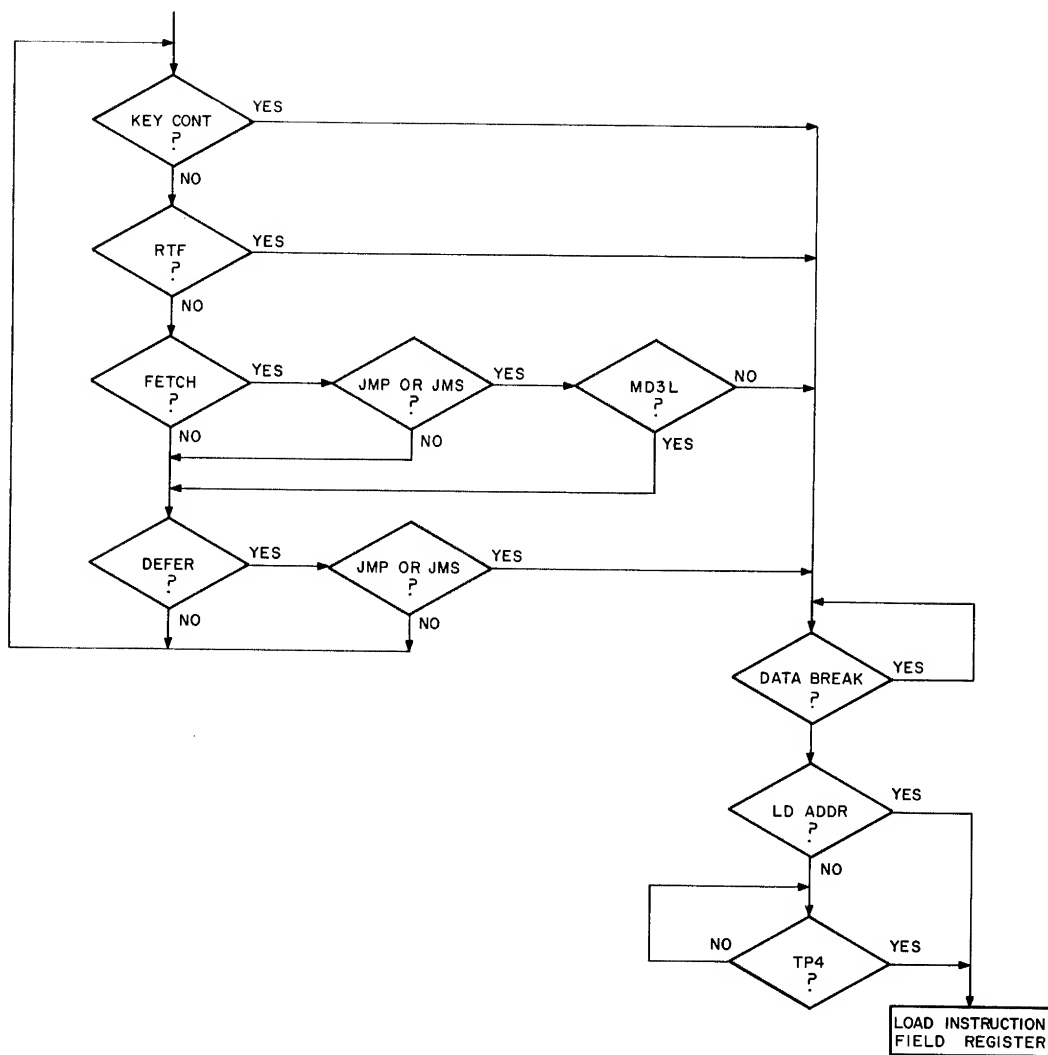 KEY CONT
?
YES
NO
RTF
?
YES
NO
FETCH
?
YES
NO
JMP OR JMS
?
YES
NO
MD3L
?
NO
YES
DEFER
?
YES
NO
JMP OR JMS
?
YES
NO
DATA BREAK
?
YES
LD ADDR
?
YES
NO
TP4
?
NO
YES
LOAD INSTRUCTION
FIELD REGISTER